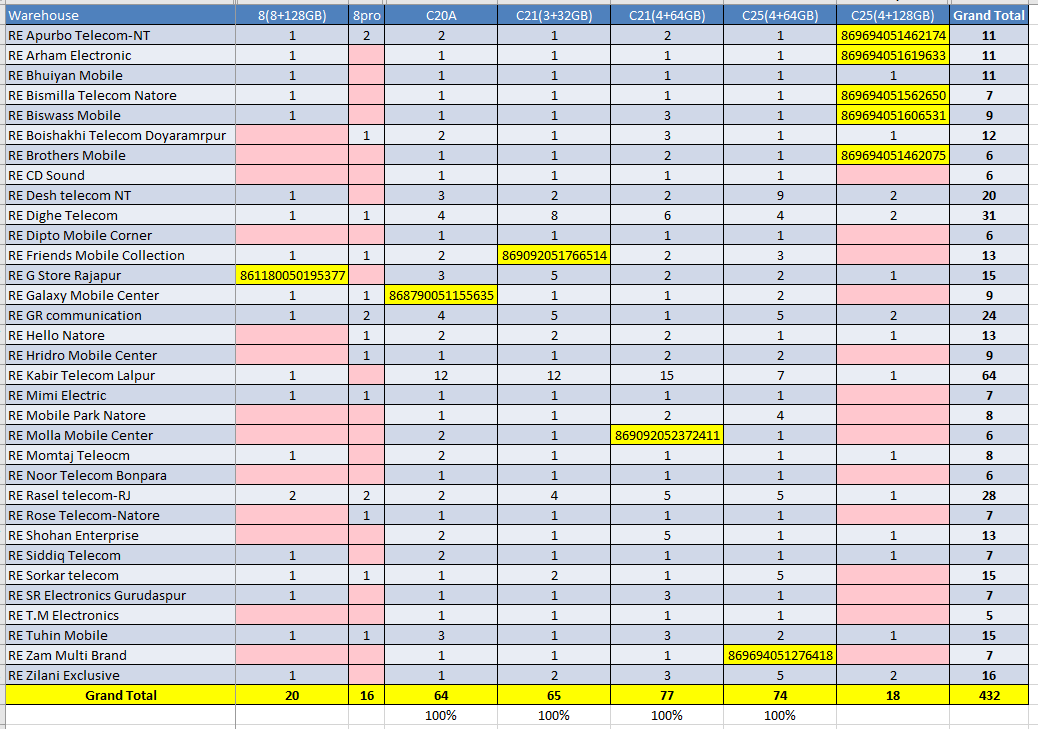 Warehouse 8(8+128GB) 8pro C20A C21(3+32GB) C21(4+64GB) C25(4+64GB) C25(4+128GB) Grand Total
RE Apurbo Telecom-NT 1 2 2 1 2 1 869694051462174 11
RE Arham Electronic 1 1 1 1 1 869694051619633 11
RE Bhuiyan Mobile 1 1 1 1 1 1 11
RE Bismilla Telecom Natore 1 1 1 1 1 869694051562650 7
RE Biswass Mobile 1 1 1 3 1 869694051606531 9
RE Boishakhi Telecom Doyaramrpur 1 2 1 3 1 1 12
RE Brothers Mobile 1 1 2 1 869694051462075 6
RE CD Sound 1 1 1 1 6
RE Desh telecom NT 1 3 2 2 9 2 20
RE Dighe Telecom 1 1 4 8 6 4 2 31
RE Dipto Mobile Corner 1 1 1 1 6
RE Friends Mobile Collection 1 1 2 869092051766514 2 3 13
RE G Store Rajapur 861180050195377 3 5 2 2 1 15
RE Galaxy Mobile Center 1 1 868790051155635 1 1 2 9
RE GR communication 1 2 4 5 1 5 2 24
RE Hello Natore 1 2 2 2 1 1 13
RE Hridro Mobile Center 1 1 1 2 2 9
RE Kabir Telecom Lalpur 1 12 12 15 7 1 64
RE Mimi Electric 1 1 1 1 1 1 7
RE Mobile Park Natore 1 1 2 4 8
RE Molla Mobile Center 2 1 869092052372411 1 6
RE Momtaj Teleocm 1 2 1 1 1 1 8
RE Noor Telecom Bonpara 1 1 1 1 6
RE Rasel telecom-RJ 2 2 2 4 5 5 1 28
RE Rose Telecom-Natore 1 1 1 1 1 7
RE Shohan Enterprise 2 1 5 1 1 13
RE Siddiq Telecom 1 2 1 1 1 1 7
RE Sorkar telecom 1 1 1 2 1 5 15
RE SR Electronics Gurudaspur 1 1 1 3 1 7
RE T.M Electronics 1 1 1 1 5
RE Tuhin Mobile 1 1 3 1 3 2 1 15
RE Zam Multi Brand 1 1 1 869694051276418 7
RE Zilani Exclusive 1 1 2 3 5 2 16
Grand Total 20 16 64 65 77 74 18 432
100% 100% 100% 100%